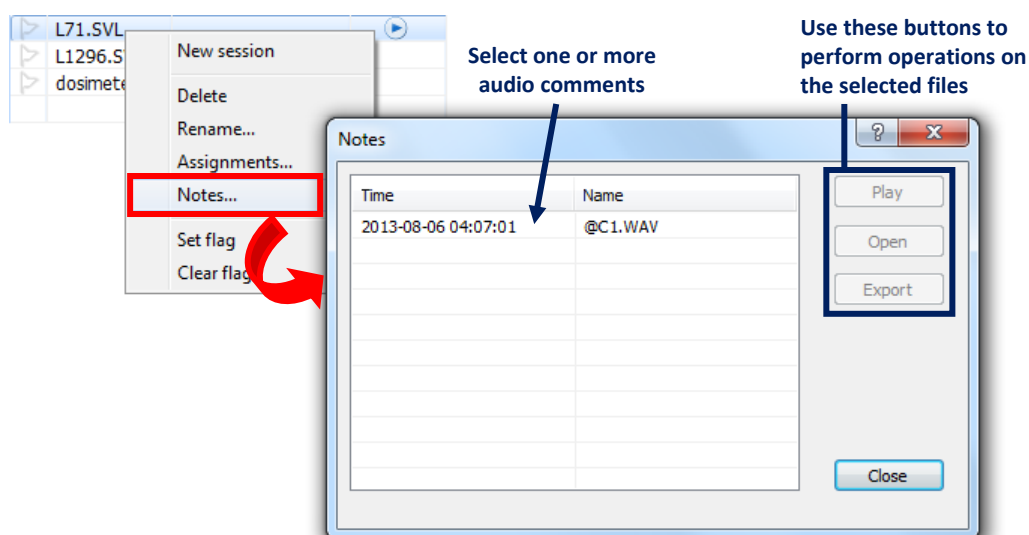 L71.SVL
L1296.S
dosimete
New session
Delete
Rename...
Assignments...
Notes...
Set flag
Clear flag
Select one or more
audio comments
Use these buttons to
perform operations on
the selected files
Notes
?
X
Time Name
2013-08-06 04:07:01 @C1.WAV
Play
Open
Export
Close